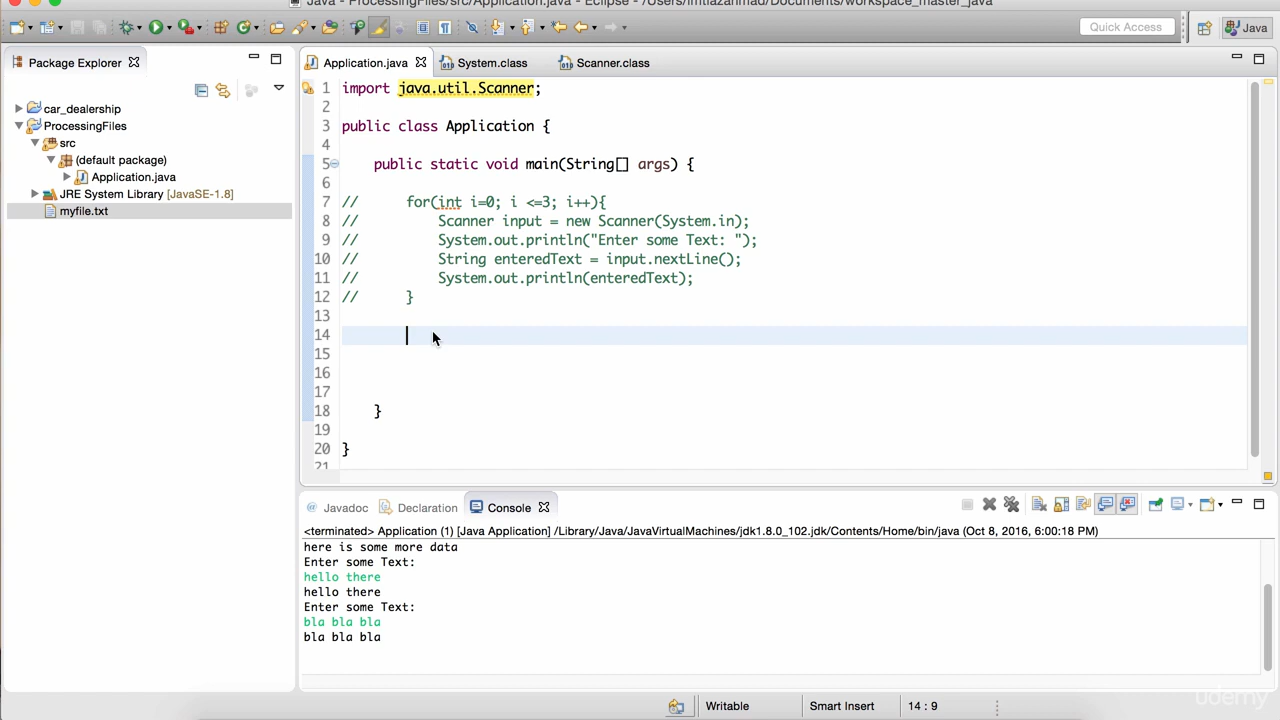 Java - ProcessingFiles/src/Application.java - Eclipse - /Users/imtiazahmad/Documents/workspace_master_java
Quick Access
Java
Package Explorer
car_dealership
ProcessingFiles
src
(default package)
Application.java
JRE System Library [JavaSE-1.8]
myfile.txt
Application.java
System.class
Scanner.class
1 import java.util.Scanner;
2
3 public class Application {
4
5 public static void main(String[] args) {
6
7 // for(int i=0; i <=3; i++){
8 // Scanner input = new Scanner(System.in);
9 // System.out.println("Enter some Text: ");
10 // String enteredText = input.nextLine();
11 // System.out.println(enteredText);
12 // }
13
14
15
16
17
18 }
19
20 }
21
Javadoc
Declaration
Console
<terminated> Application (1) [Java Application] /Library/Java/JavaVirtualMachines/jdk1.8.0_102.jdk/Contents/Home/bin/java (Oct 8, 2016, 6:00:18 PM)
here is some more data
Enter some Text:
hello there
hello there
Enter some Text:
bla bla bla
bla bla bla
Writable
Smart Insert
14 : 9
udemy